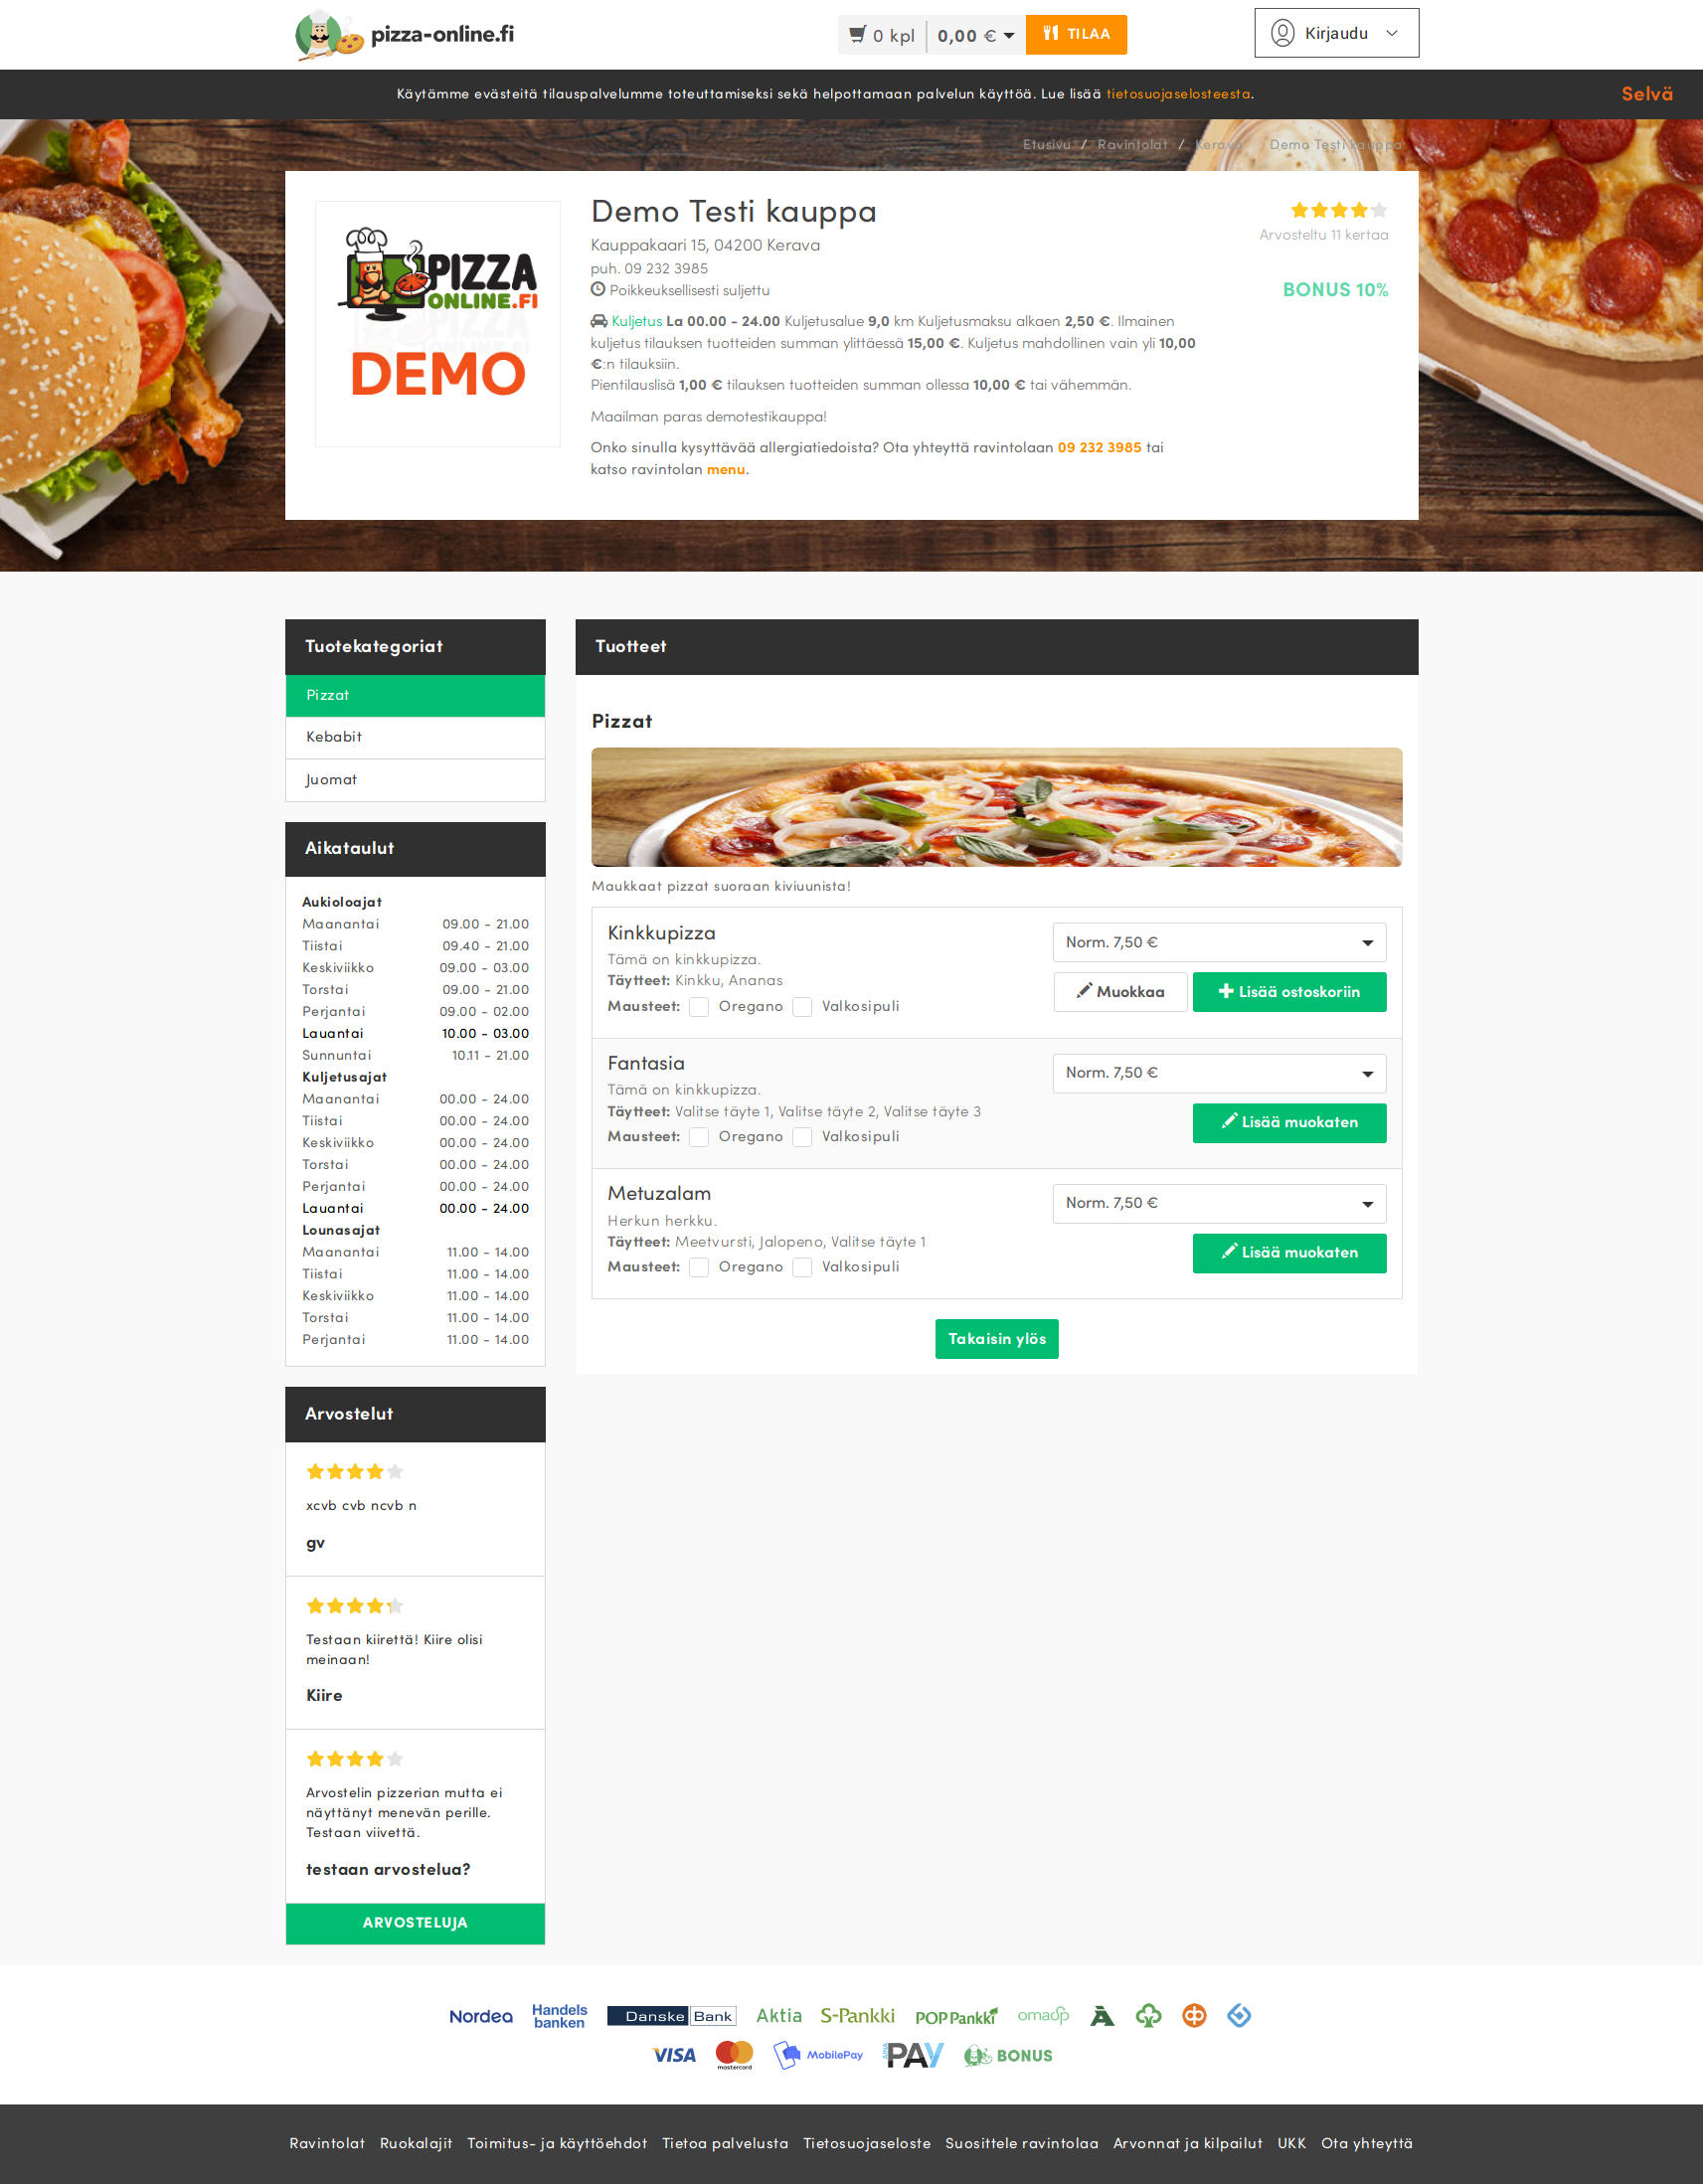 pizza-online.fi
0 kpl
0,00 €
TILAA
Kirjaudu
Käytämme evästeitä tilauspalvelumme toteuttamiseksi sekä helpottamaan palvelun käyttöä. Lue lisää tietosuojaselosteesta.
Selvä
Etusivu / Ravintolat / Kerava Demo Testi kauppa
PIZZA
ONLINE.FI
DEMO
Demo Testi kauppa
Kauppakaari 15, 04200 Kerava
puh. 09 232 3985
Poikkeuksellisesti suljettu
Kuljetus La 00.00 - 24.00 Kuljetusalue 9,0 km Kuljetusmaksu alkaen 2,50 €. Ilmainen
kuljetus tilauksen tuotteiden summan ylittäessä 15,00 €. Kuljetus mahdollinen vain yli 10,00
€:n tilauksiin.
Pientilauslisä 1,00 € tilauksen tuotteiden summan ollessa 10,00 € tai vähemmän.
Maailman paras demotestikauppa!
Onko sinulla kysyttävää allergiatiedoista? Ota yhteyttä ravintolaan 09 232 3985 tai
katso ravintolan menu.
Arvosteltu 11 kertaa
BONUS 10%
Tuotekategoriat
Pizzat
Kebabit
Juomat
Aikataulut
Aukioloajat
Maanantai 09.00 - 21.00
Tiistai 09.40 - 21.00
Keskiviikko 09.00 - 03.00
Torstai 09.00 - 21.00
Perjantai 09.00 - 02.00
Lauantai 10.00 - 03.00
Sunnuntai 10.11 - 21.00
Kuljetusajat
Maanantai 00.00 - 24.00
Tiistai 00.00 - 24.00
Keskiviikko 00.00 - 24.00
Torstai 00.00 - 24.00
Perjantai 00.00 - 24.00
Lauantai 00.00 - 24.00
Lounasajat
Maanantai 11.00 - 14.00
Tiistai 11.00 - 14.00
Keskiviikko 11.00 - 14.00
Torstai 11.00 - 14.00
Perjantai 11.00 - 14.00
Arvostelut
xcvb cvb ncvb n
gv
Testaan kiirettä! Kiire olisi
meinaan!
Kiire
Arvostelin pizzerian mutta ei
näyttänyt menevän perille.
Testaan viivettä.
testaan arvostelua?
ARVOSTELUJA
Tuotteet
Pizzat
Maukkaat pizzat suoraan kiviuunista!
Kinkkupizza
Tämä on kinkkupizza.
Täytteet: Kinkku, Ananas
Mausteet: Oregano Valkosipuli
Norm. 7,50 €
Muokkaa
Lisää ostoskoriin
Fantasia
Tämä on kinkkupizza.
Täytteet: Valitse täyte 1, Valitse täyte 2, Valitse täyte 3
Mausteet: Oregano Valkosipuli
Norm. 7,50 €
Lisää muokaten
Metuzalam
Herkun herkku.
Täytteet: Meetvursti, Jalopeno, Valitse täyte 1
Mausteet: Oregano Valkosipuli
Norm. 7,50 €
Lisää muokaten
Takaisin ylös
Nordea Handels banken Danske Bank Aktia S-Pankki POP Pankki omasp
VISA mastercard MobilePay PAY BONUS
Ravintolat Ruokalajit Toimitus- ja käyttöehdot Tietoa palvelusta Tietosuojaseloste Suosittele ravintolaa Arvonnat ja kilpailut UKK Ota yhteyttä